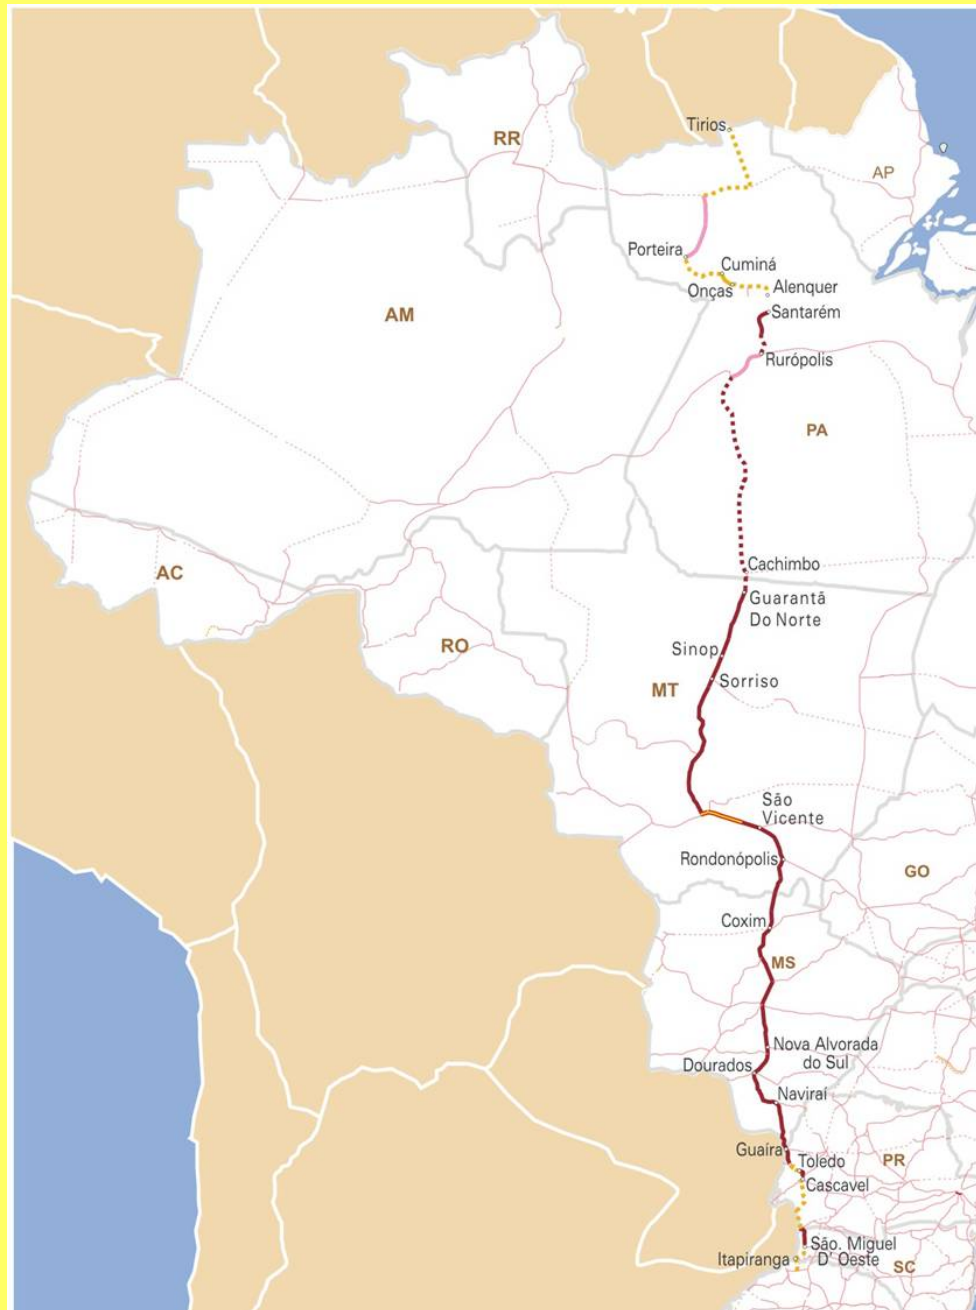 Tirios
RR
AP
Porteira
Cuminá
Onças
Alenquer
Santarém
AM
Rurópolis
PA
Cachimbo
AC
Guarantã
Do Norte
RO
Sinop
MT
Sorriso
São
Vicente
Rondonópolis
GO
Coxim
MS
Nova Alvorada
do Sul
Dourados
Naviraí
Guaíra
Toledo
PR
Cascavel
São. Miguel
D' Oeste
Itapiranga
SC